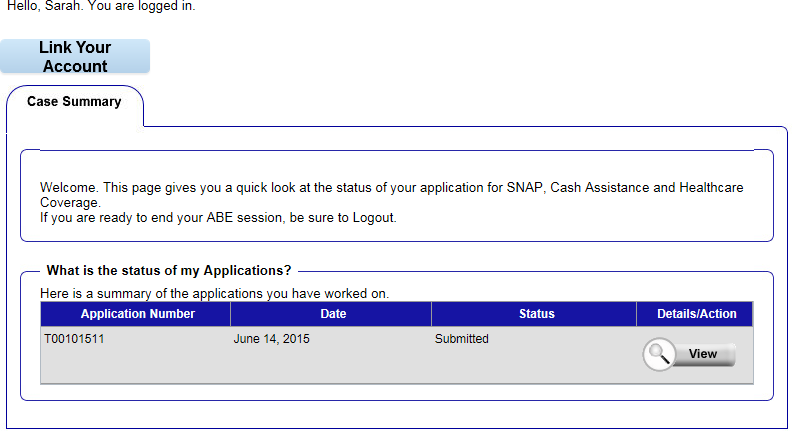 Hello, Sarah. You are logged in.
Link Your
Account
Case Summary
Welcome. This page gives you a quick look at the status of your application for SNAP, Cash Assistance and Healthcare
Coverage.
If you are ready to end your ABE session, be sure to Logout.
What is the status of my Applications?
Here is a summary of the applications you have worked on.
Application Number Date Status Details/Action
T00101511 June 14, 2015 Submitted View